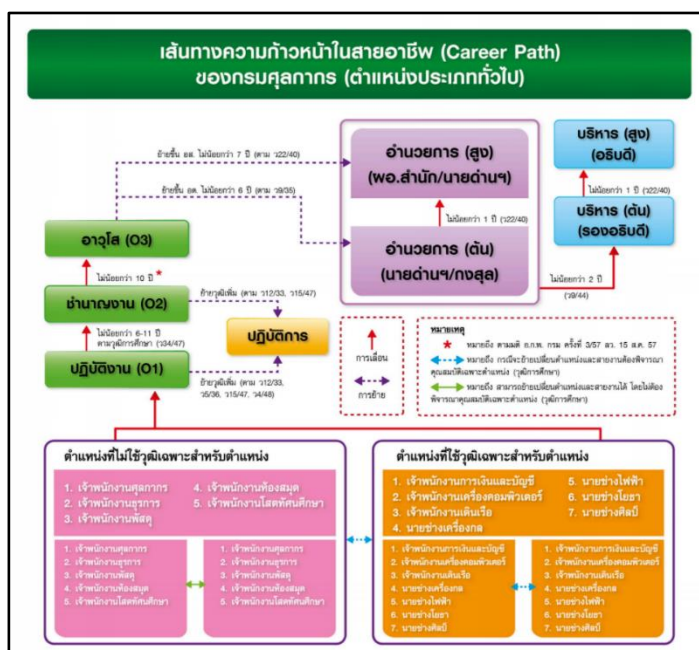 เส้นทางความก้าวหน้าในสายอาชีพ (Career Path)
ของกรมศุลกากร (ตำแหน่งประเภททั่วไป)
ย้ายขึ้น อส. ไม่น้อยกว่า 7 ปี (ตาม ว22/40)
ย้ายขึ้น อต. ไม่น้อยกว่า 6 ปี (ตาม ว9/35)
อำนวยการ (สูง)
(ผอ.สำนัก/นายด่านฯ)
ไม่น้อยกว่า 1 ปี (ว22/40)
อำนวยการ (ต้น)
(นายด่านฯ/กงสุล)
บริหาร (สูง)
(อธิบดี)
ไม่น้อยกว่า 1 ปี (ว22/40)
บริหาร (ต้น)
(รองอธิบดี)
ไม่น้อยกว่า 2 ปี
(ว9/44)
อาวุโส (O3)
ไม่น้อยกว่า 10 ปี *
ชำนาญงาน (O2)
ไม่น้อยกว่า 6-11 ปี
ตามวุฒิการศึกษา (ว34/47)
ปฏิบัติงาน (O1)
ย้ายวุฒิเพิ่ม (ตาม ว12/33, ว15/47)
ปฏิบัติการ
ย้ายวุฒิเพิ่ม (ตาม ว12/33,
ว5/36, ว15/47, ว4/48)
การเลื่อน
การย้าย
หมายเหตุ
* หมายถึง ตามมติ อ.ก.พ. กรม ครั้งที่ 3/57 ลว. 15 ส.ค. 57
หมายถึง กรณีจะย้ายเปลี่ยนตำแหน่งและสายงานต้องพิจารณา
คุณสมบัติเฉพาะตำแหน่ง (วุฒิการศึกษา)
หมายถึง สามารถย้ายเปลี่ยนตำแหน่งและสายงานได้ โดยไม่ต้อง
พิจารณาคุณสมบัติเฉพาะตำแหน่ง (วุฒิการศึกษา)
ตำแหน่งที่ไม่ใช้วุฒิเฉพาะสำหรับตำแหน่ง
1. เจ้าพนักงานศุลกากร
2. เจ้าพนักงานธุรการ
3. เจ้าพนักงานพัสดุ
4. เจ้าพนักงานห้องสมุด
5. เจ้าพนักงานโสตทัศนศึกษา
1. เจ้าพนักงานศุลกากร
2. เจ้าพนักงานธุรการ
3. เจ้าพนักงานพัสดุ
4. เจ้าพนักงานห้องสมุด
5. เจ้าพนักงานโสตทัศนศึกษา
1. เจ้าพนักงานศุลกากร
2. เจ้าพนักงานธุรการ
3. เจ้าพนักงานพัสดุ
4. เจ้าพนักงานห้องสมุด
5. เจ้าพนักงานโสตทัศนศึกษา
ตำแหน่งที่ใช้วุฒิเฉพาะสำหรับตำแหน่ง
1. เจ้าพนักงานการเงินและบัญชี
2. เจ้าพนักงานเครื่องคอมพิวเตอร์
3. เจ้าพนักงานเดินเรือ
4. นายช่างเครื่องกล
5. นายช่างไฟฟ้า
6. นายช่างโยธา
7. นายช่างศิลป์
1. เจ้าพนักงานการเงินและบัญชี
2. เจ้าพนักงานเครื่องคอมพิวเตอร์
3. เจ้าพนักงานเดินเรือ
4. นายช่างเครื่องกล
5. นายช่างไฟฟ้า
6. นายช่างโยธา
7. นายช่างศิลป์
1. เจ้าพนักงานการเงินและบัญชี
2. เจ้าพนักงานเครื่องคอมพิวเตอร์
3. เจ้าพนักงานเดินเรือ
4. นายช่างเครื่องกล
5. นายช่างไฟฟ้า
6. นายช่างโยธา
7. นายช่างศิลป์